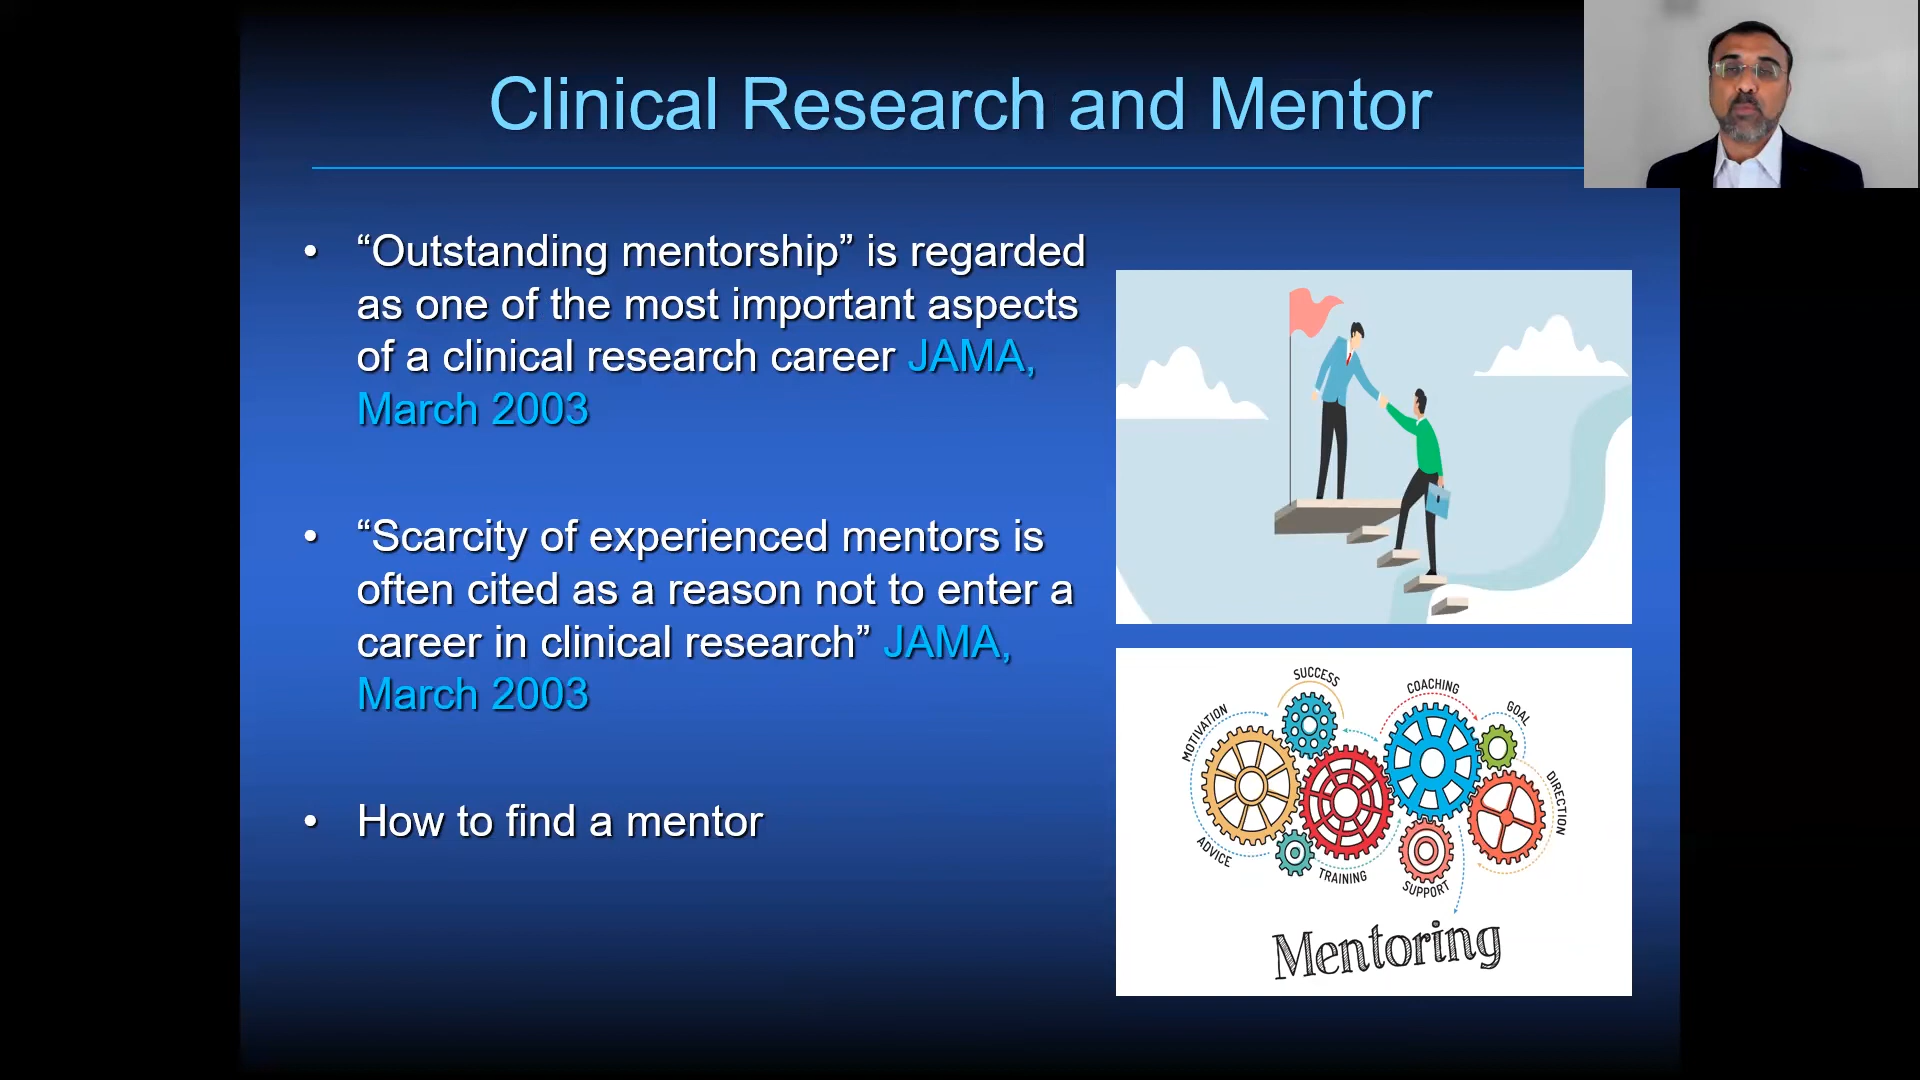 Clinical Research and Mentor
• “Outstanding mentorship” is regarded
as one of the most important aspects
of a clinical research career JAMA,
March 2003
• “Scarcity of experienced mentors is
often cited as a reason not to enter a
career in clinical research” JAMA,
March 2003
• How to find a mentor
SUCCESS
COACHING
GOAL
MOTIVATION
DIRECTION
ADVICE
TRAINING
SUPPORT
Mentoring